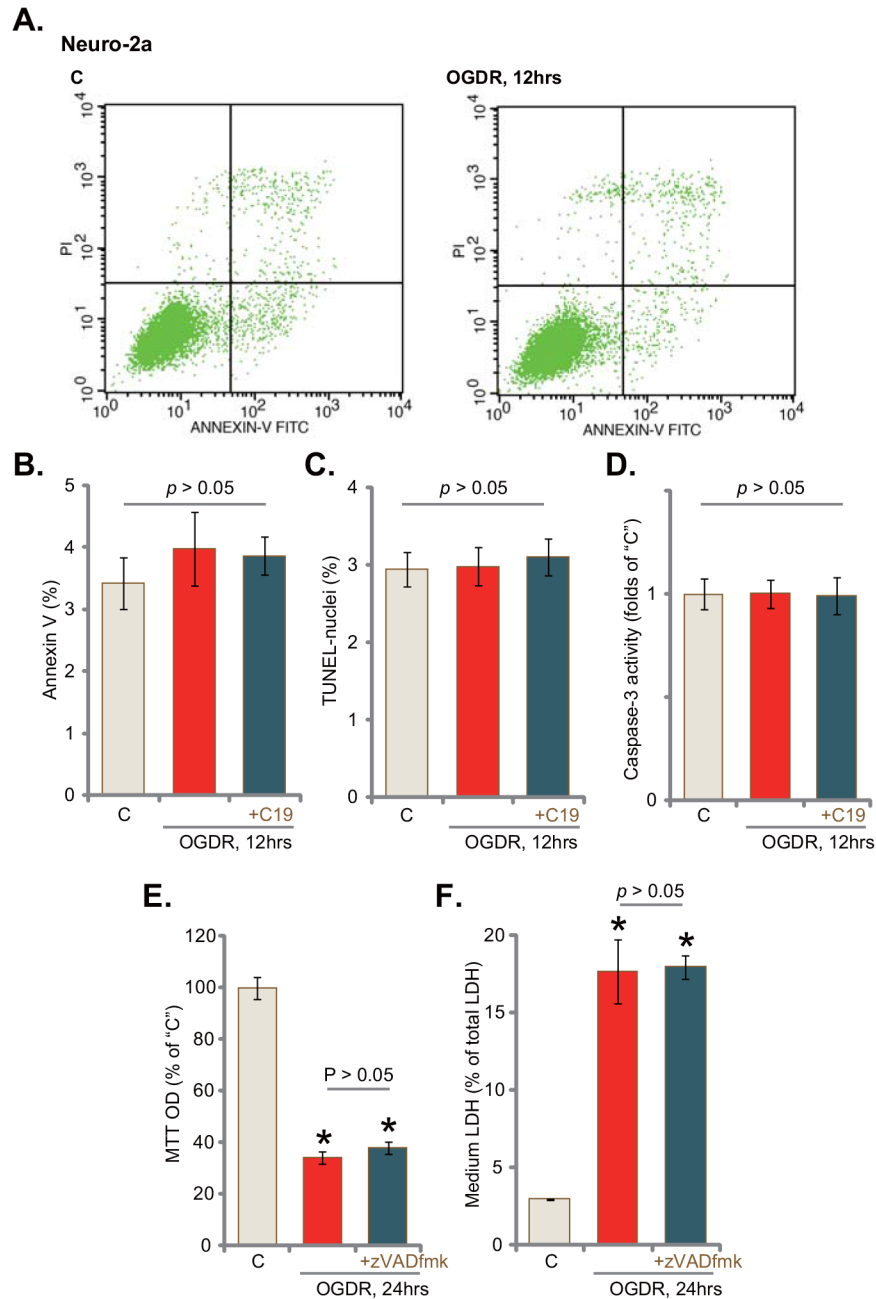 A.
Neuro-2a
C
OGDR, 12hrs
10^4
10^3
10^2
10^1
10^0
PI
10^0 10^1 10^2 10^3 10^4
ANNEXIN-V FITC
10^4
10^3
10^2
10^1
10^0
PI
10^0 10^1 10^2 10^3 10^4
ANNEXIN-V FITC
B.
p > 0.05
5
4
3
2
1
0
Annexin V (%)
C
+C19
OGDR, 12hrs
C.
p > 0.05
4
3
2
1
0
TUNEL-nuclei (%)
C
+C19
OGDR, 12hrs
D.
p > 0.05
1
0
Caspase-3 activity (folds of “C”)
C
+C19
OGDR, 12hrs
E.
120
100
80
60
40
20
0
MTT OD (% of “C”)
P > 0.05
* *
C
+zVADfmk
OGDR, 24hrs
F.
p > 0.05
* *
20
15
10
5
0
Medium LDH (% of total LDH)
C
+zVADfmk
OGDR, 24hrs